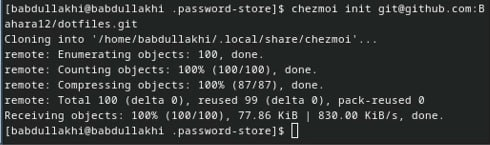 [babdullakhi@babdullakhi .password-store]$ chezmoi init git@github.com:B
ahara12/dotfiles.git
Cloning into '/home/babdullakhi/.local/share/chezmoi'...
remote: Enumerating objects: 100, done.
remote: Counting objects: 100% (100/100), done.
remote: Compressing objects: 100% (87/87), done.
remote: Total 100 (delta 0), reused 99 (delta 0), pack-reused 0
Receiving objects: 100% (100/100), 77.86 KiB | 830.00 KiB/s, done.
[babdullakhi@babdullakhi .password-store]$